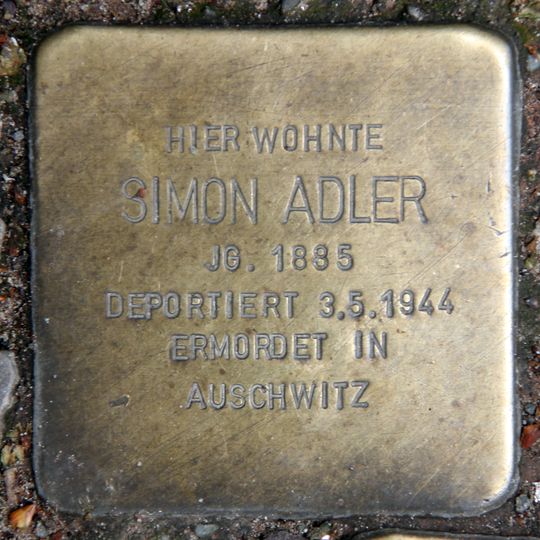 HIER WOHNTE
SIMON ADLER
JG. 1885
DEPORTIERT 3.5.1944
ERMORDET IN
AUSCHWITZ